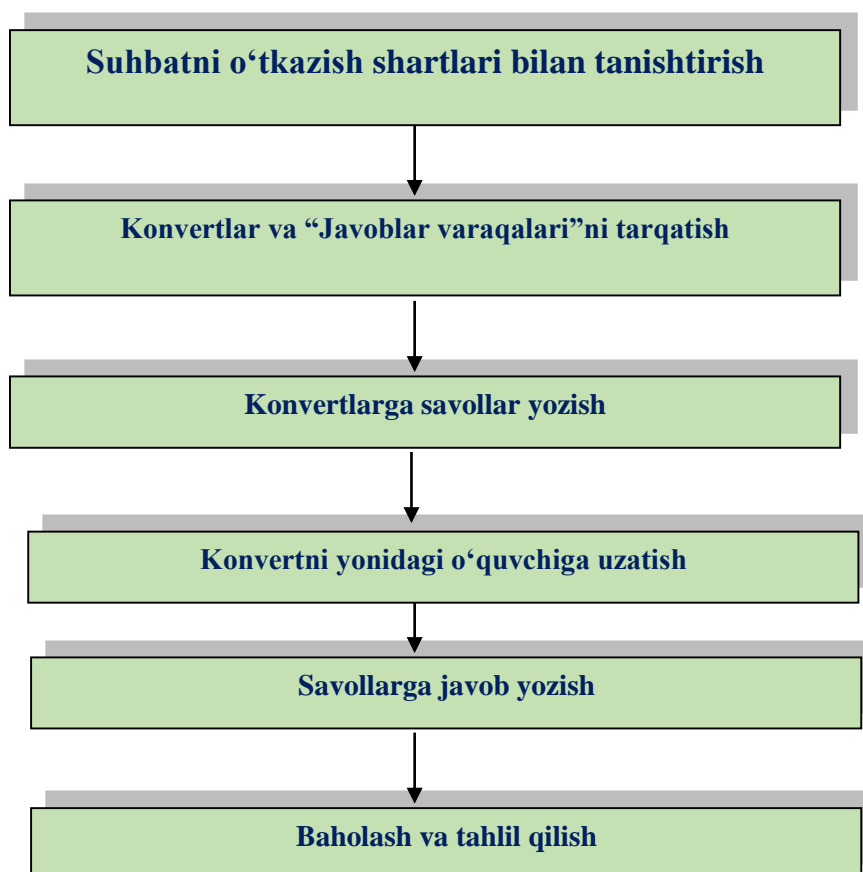 Suhbatni o‘tkazish shartlari bilan tanishtirish
Konvertlar va “Javoblar varaqalari”ni tarqatish
Konvertlarga savollar yozish
Konvertni yonidagi o‘quvchiga uzatish
Savollarga javob yozish
Baholash va tahlil qilish